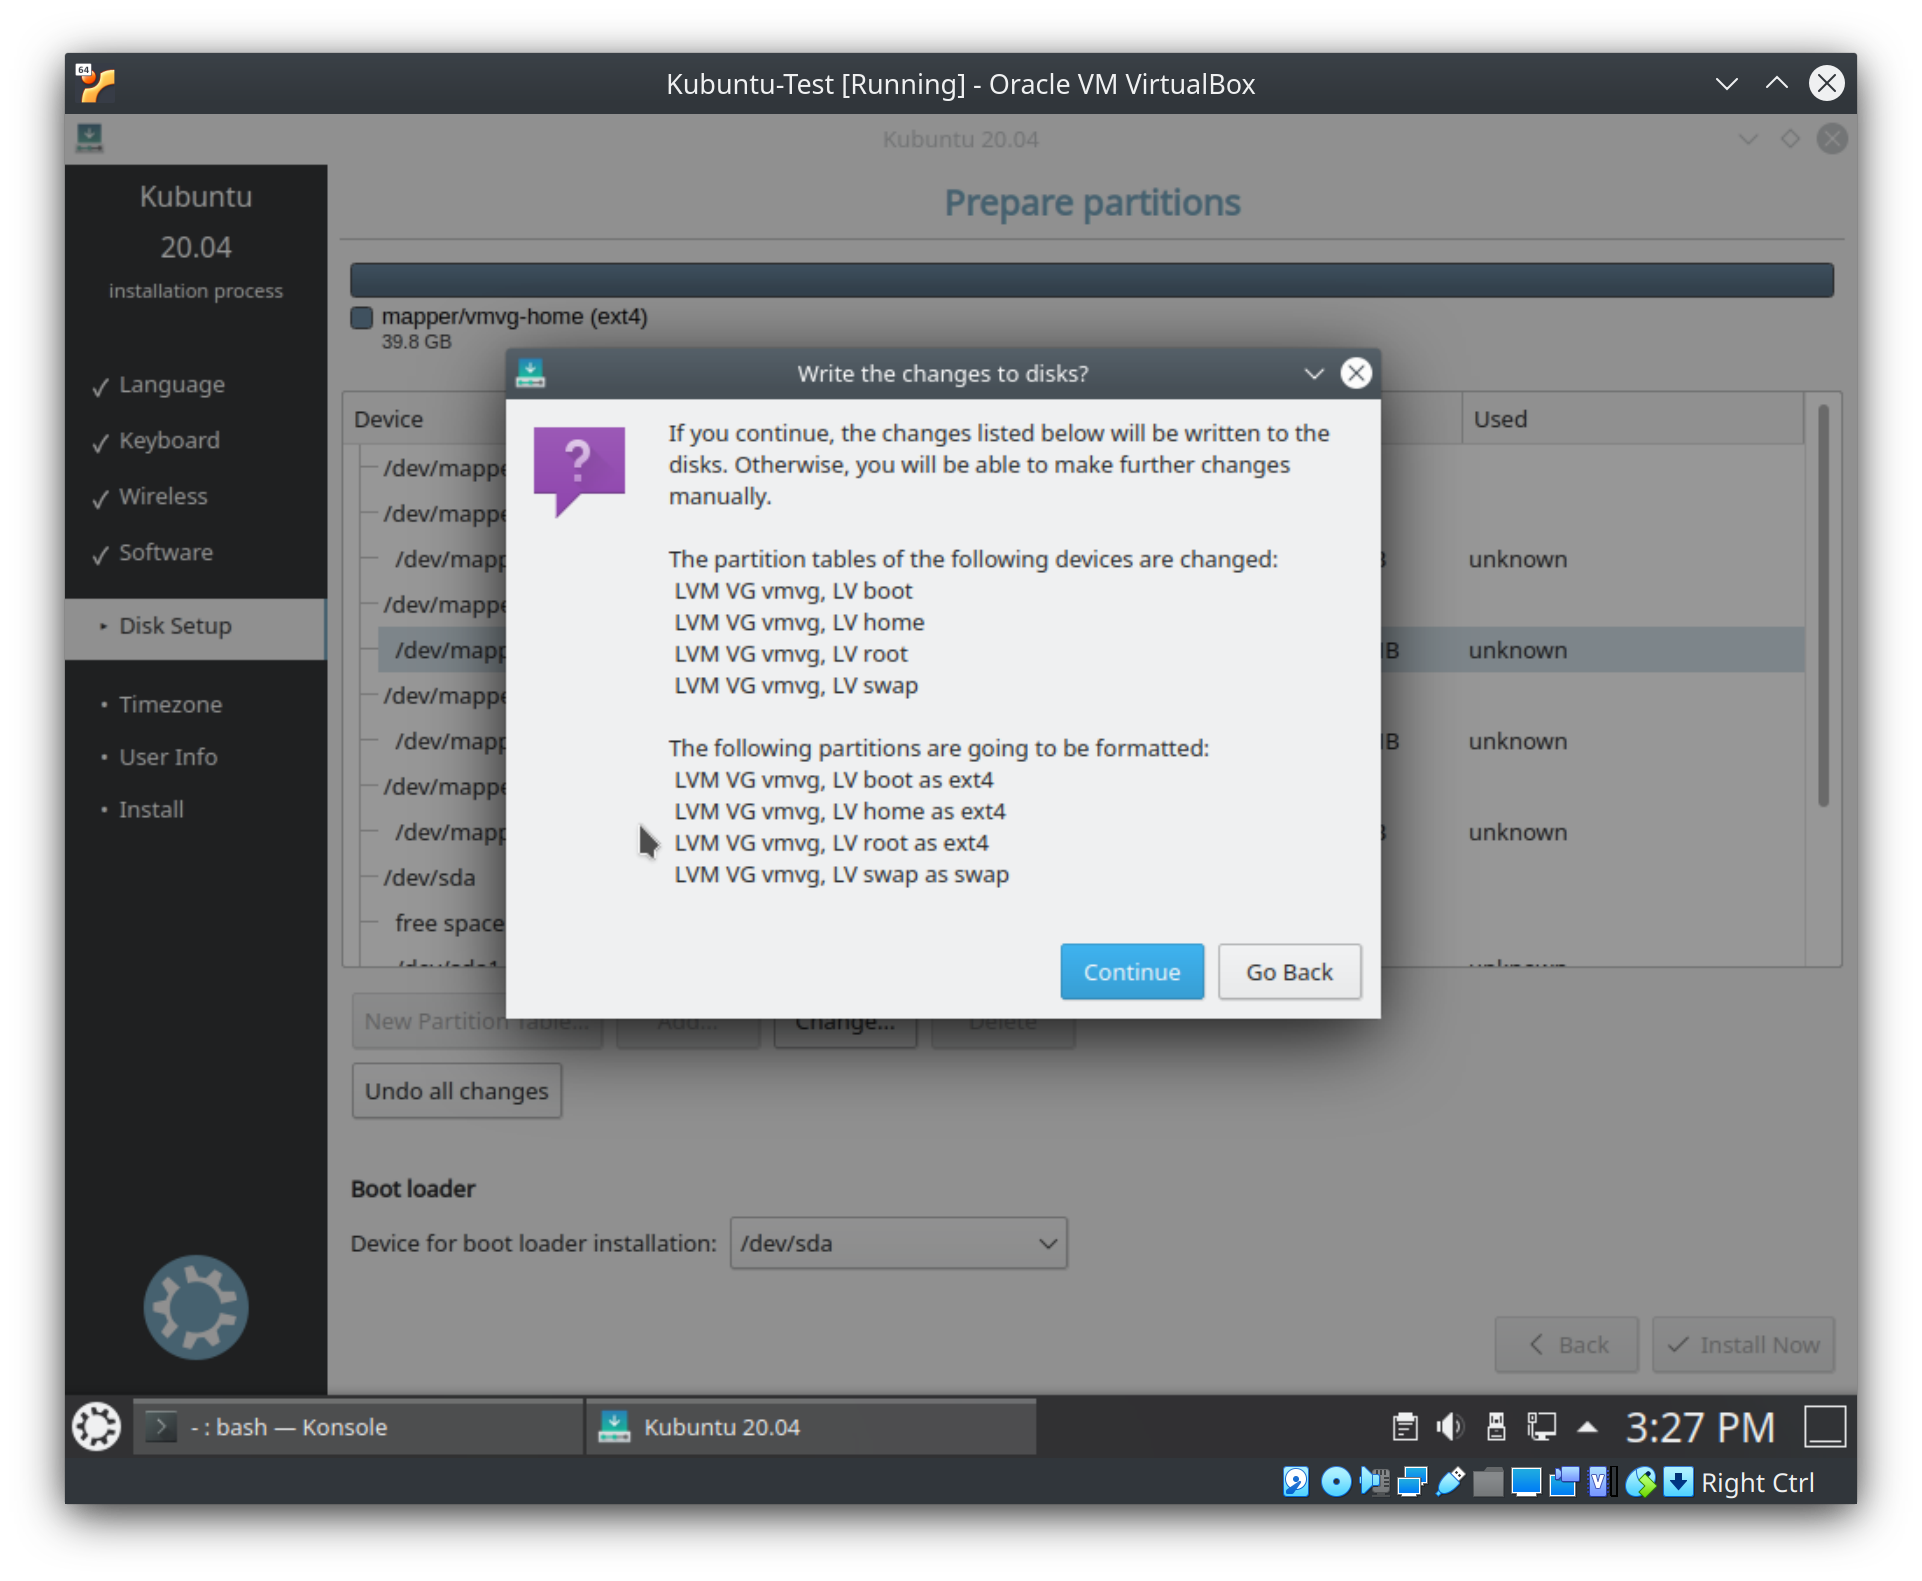 64
Kubuntu-Test [Running] - Oracle VM VirtualBox
Kubuntu 20.04
Kubuntu
20.04
installation process
✓ Language
✓ Keyboard
✓ Wireless
✓ Software
‣ Disk Setup
• Timezone
• User Info
• Install
Prepare partitions
mapper/vmvg-home (ext4)
39.8 GB
Device
Used
/dev/mappe
/dev/mappe
/dev/mapp
unknown
/dev/mappe
/dev/mapp
unknown
/dev/mappe
/dev/mapp
unknown
/dev/mappe
/dev/mapp
unknown
/dev/sda
free space
Write the changes to disks?
If you continue, the changes listed below will be written to the
disks. Otherwise, you will be able to make further changes
manually.
The partition tables of the following devices are changed:
LVM VG vmvg, LV boot
LVM VG vmvg, LV home
LVM VG vmvg, LV root
LVM VG vmvg, LV swap
The following partitions are going to be formatted:
LVM VG vmvg, LV boot as ext4
LVM VG vmvg, LV home as ext4
LVM VG vmvg, LV root as ext4
LVM VG vmvg, LV swap as swap
Continue
Go Back
New Partition Table...
Add...
Change...
Delete
Undo all changes
Boot loader
Device for boot loader installation:
/dev/sda
Back
Install Now
- : bash — Konsole
Kubuntu 20.04
3:27 PM
Right Ctrl